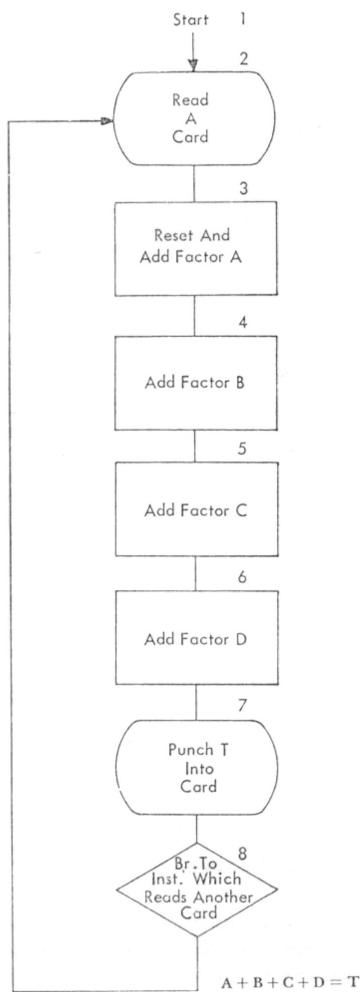 Start 1
2
Read
A
Card
3
Reset And
Add Factor A
4
Add Factor B
5
Add Factor C
6
Add Factor D
7
Punch T
Into
Card
8
Br.To
Inst. Which
Reads Another
Card
A + B + C + D = T